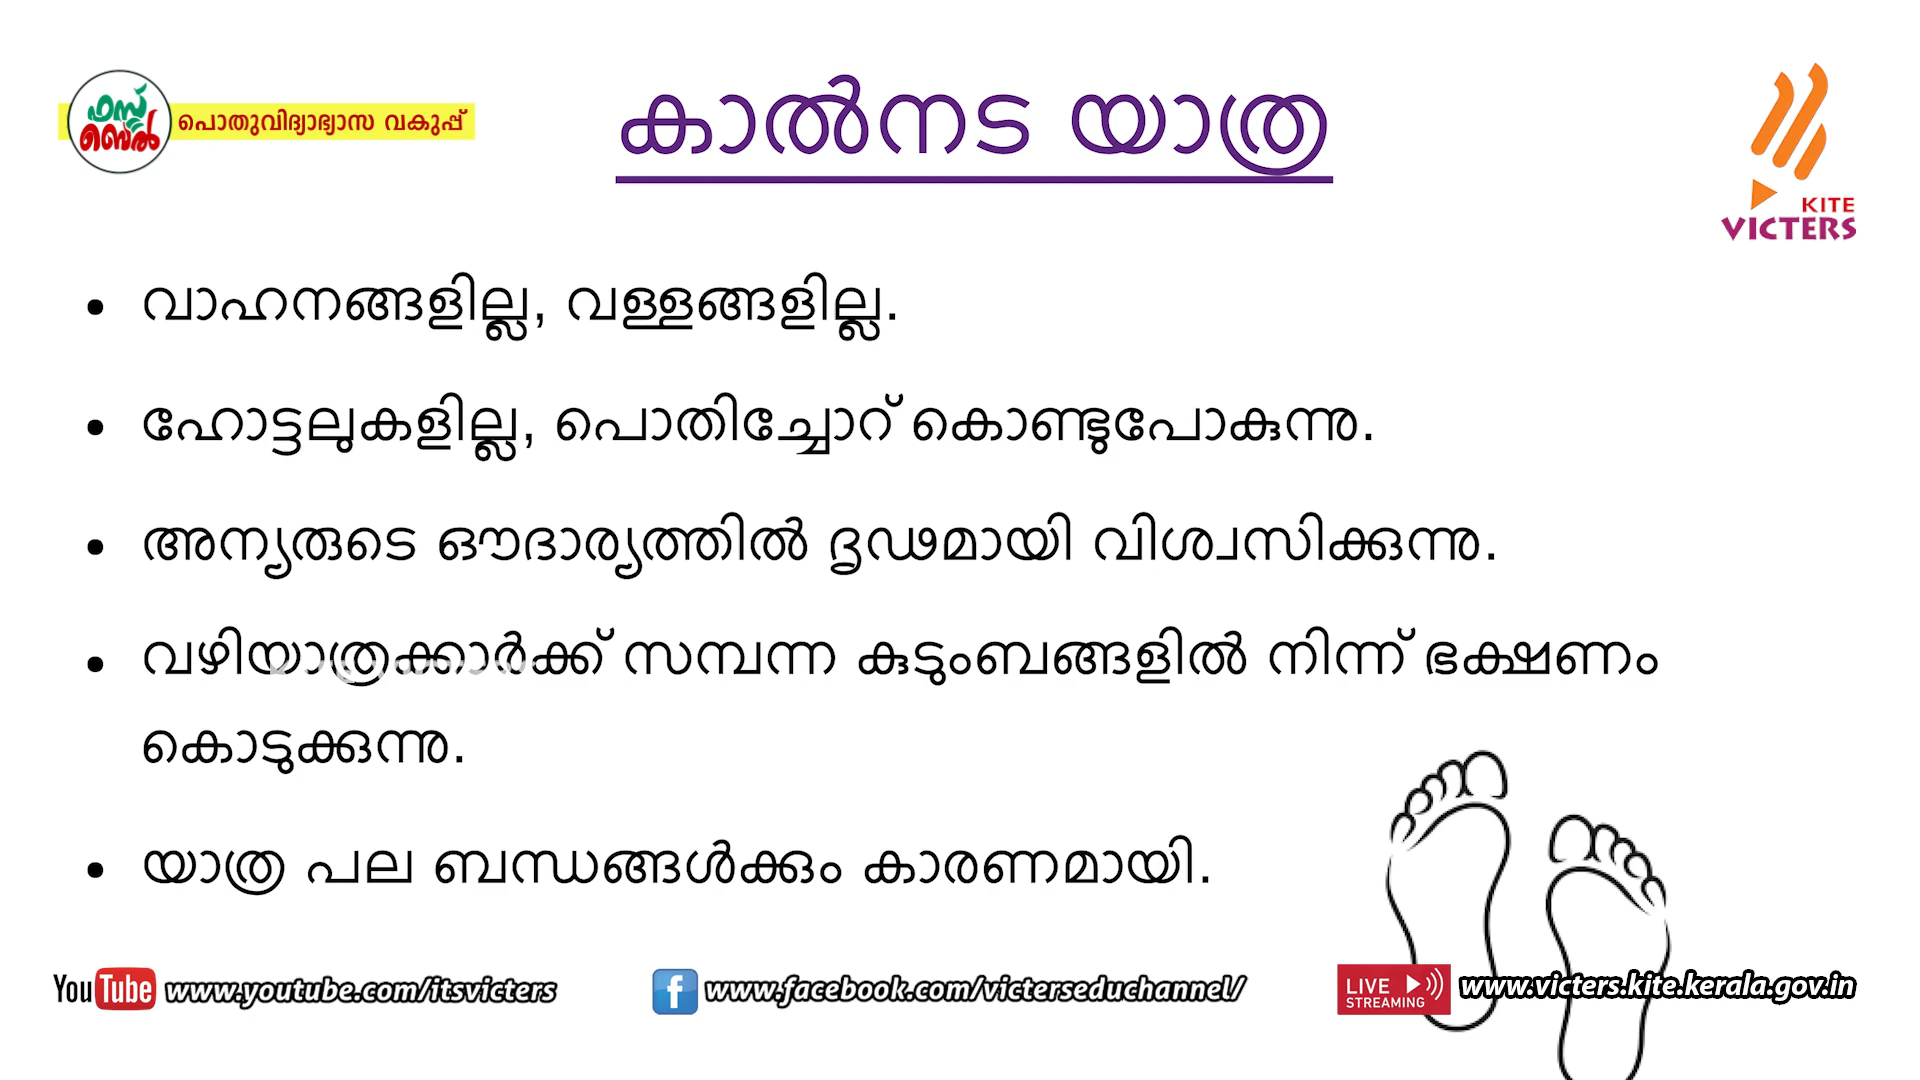 ഫസ്റ്റ്
ബെൽ
പൊതുവിദ്യാഭ്യാസ വകുപ്പ്
കാൽനട യാത്ര
KITE
VICTERS
• വാഹനങ്ങളില്ല, വള്ളങ്ങളില്ല.
• ഹോട്ടലുകളില്ല, പൊതിച്ചോറ് കൊണ്ടുപോകുന്നു.
• അന്യരുടെ ഔദാര്യത്തിൽ ദൃഢമായി വിശ്വസിക്കുന്നു.
• വഴിയാത്രക്കാർക്ക് സമ്പന്ന കുടുംബങ്ങളിൽ നിന്ന് ഭക്ഷണം
കൊടുക്കുന്നു.
• യാത്ര പല ബന്ധങ്ങൾക്കും കാരണമായി.
YouTube www.youtube.com/itsvicters
f www.facebook.com/victerseduchannel/
LIVE STREAMING www.victers.kite.kerala.gov.in